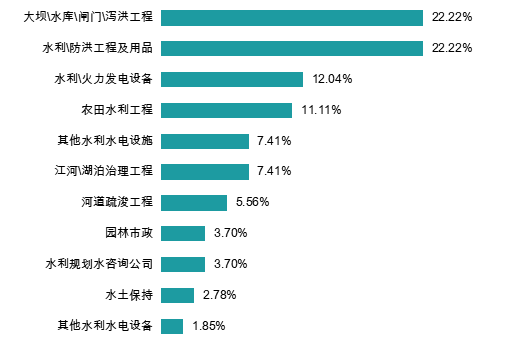 大坝\水库\闸门\泻洪工程 22.22%
水利\防洪工程及用品 22.22%
水利\火力发电设备 12.04%
农田水利工程 11.11%
其他水利水电设施 7.41%
江河\湖泊治理工程 7.41%
河道疏浚工程 5.56%
园林市政 3.70%
水利规划水咨询公司 3.70%
水土保持 2.78%
其他水利水电设备 1.85%